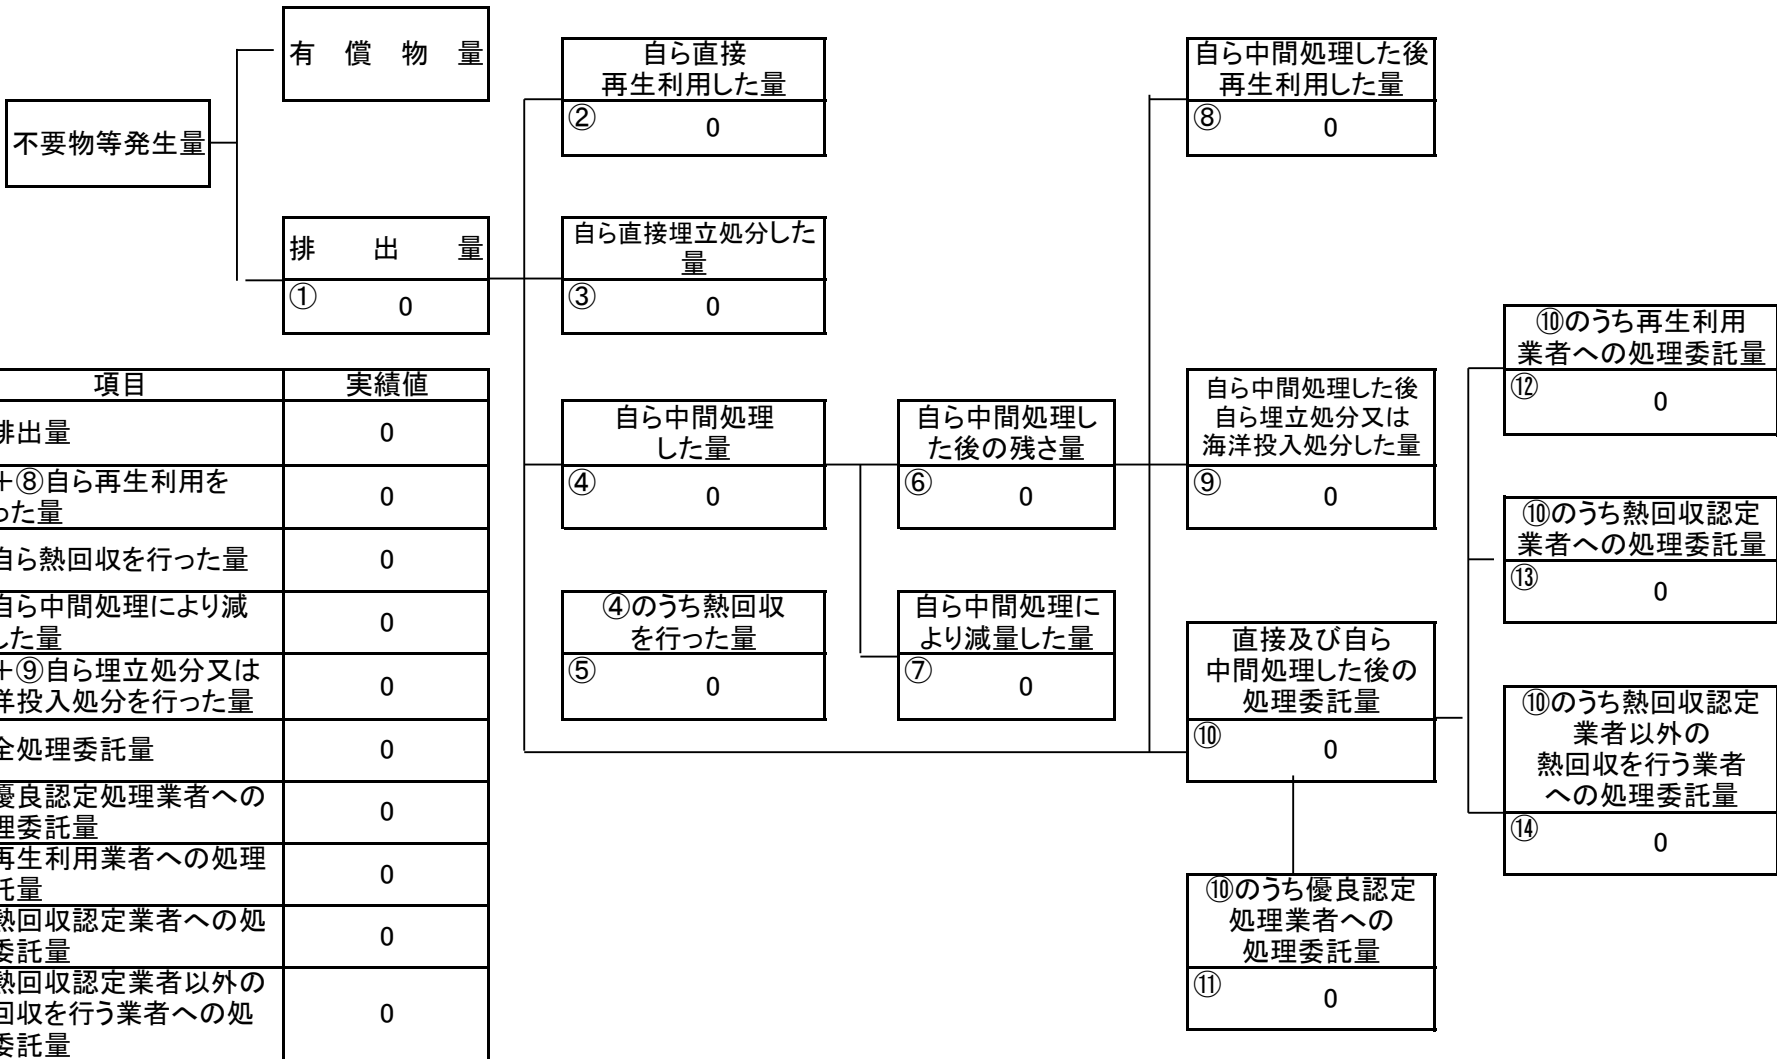 有償物量
不要物等発生量
排出量
① 0
自ら直接
再生利用した量
② 0
自ら直接埋立処分した
量
③ 0
自ら中間処理
した量
④ 0
④のうち熱回収
を行った量
⑤ 0
自ら中間処理し
た後の残さ量
⑥ 0
自ら中間処理に
より減量した量
⑦ 0
自ら中間処理した後
再生利用した量
⑧ 0
自ら中間処理した後
自ら埋立処分又は
海洋投入処分した量
⑨ 0
直接及び自ら
中間処理した後の
処理委託量
⑩ 0
⑩のうち優良認定
処理業者への
処理委託量
⑪ 0
⑩のうち再生利用
業者への処理委託量
⑫ 0
⑩のうち熱回収認定
業者への処理委託量
⑬ 0
⑩のうち熱回収認定
業者以外の
熱回収を行う業者
への処理委託量
⑭ 0
項目 実績値
排出量 0
+⑧自ら再生利用を
った量 0
自ら熱回収を行った量 0
自ら中間処理により減
した量 0
+⑨自ら埋立処分又は
洋投入処分を行った量 0
全処理委託量 0
優良認定処理業者への
理委託量 0
再生利用業者への処理
託量 0
熱回収認定業者への処
委託量 0
熱回収認定業者以外の
回収を行う業者への処
委託量 0